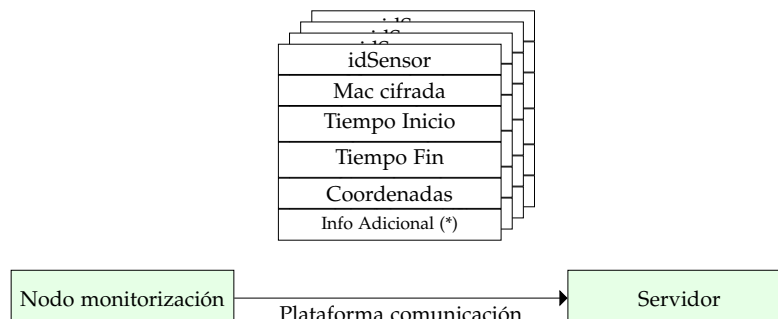 idSensor
Mac cifrada
Tiempo Inicio
Tiempo Fin
Coordenadas
Info Adicional (*)
Nodo monitorización
Plataforma comunicación
Servidor